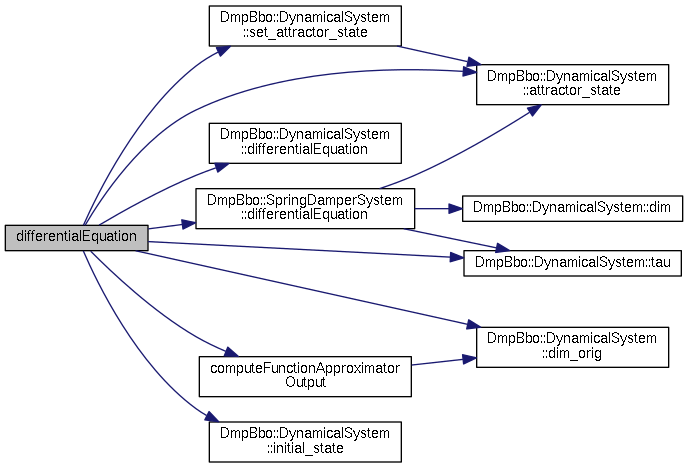 DmpBbo::DynamicalSystem
::set_attractor_state
DmpBbo::DynamicalSystem
::attractor_state
DmpBbo::DynamicalSystem
::differentialEquation
DmpBbo::SpringDamperSystem
::differentialEquation
DmpBbo::DynamicalSystem::dim
differentialEquation
DmpBbo::DynamicalSystem::tau
DmpBbo::DynamicalSystem
::dim_orig
computeFunctionApproximator
Output
DmpBbo::DynamicalSystem
::initial_state